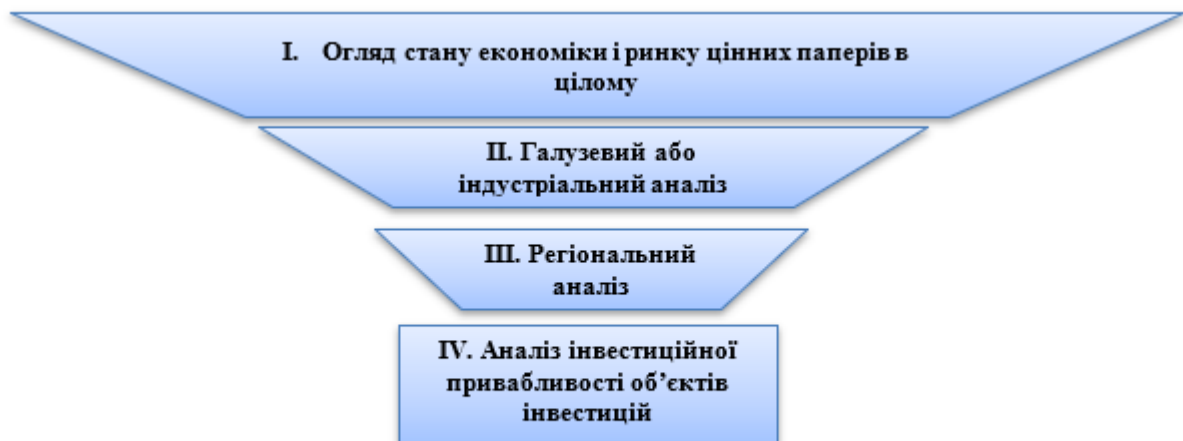 I. Огляд стану економіки і ринку цінних паперів в
цілому
II. Галузевий або
індустріальний аналіз
III. Регіональний
аналіз
IV. Аналіз інвестиційної
привабливості об’єктів
інвестицій